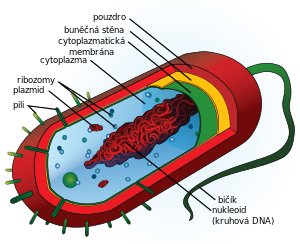 pouzdro
buněčná stěna
cytoplazmatická
membrána
cytoplazma
ribozomy
plazmid
pili
bičík
nukleoid
(kruhová DNA)